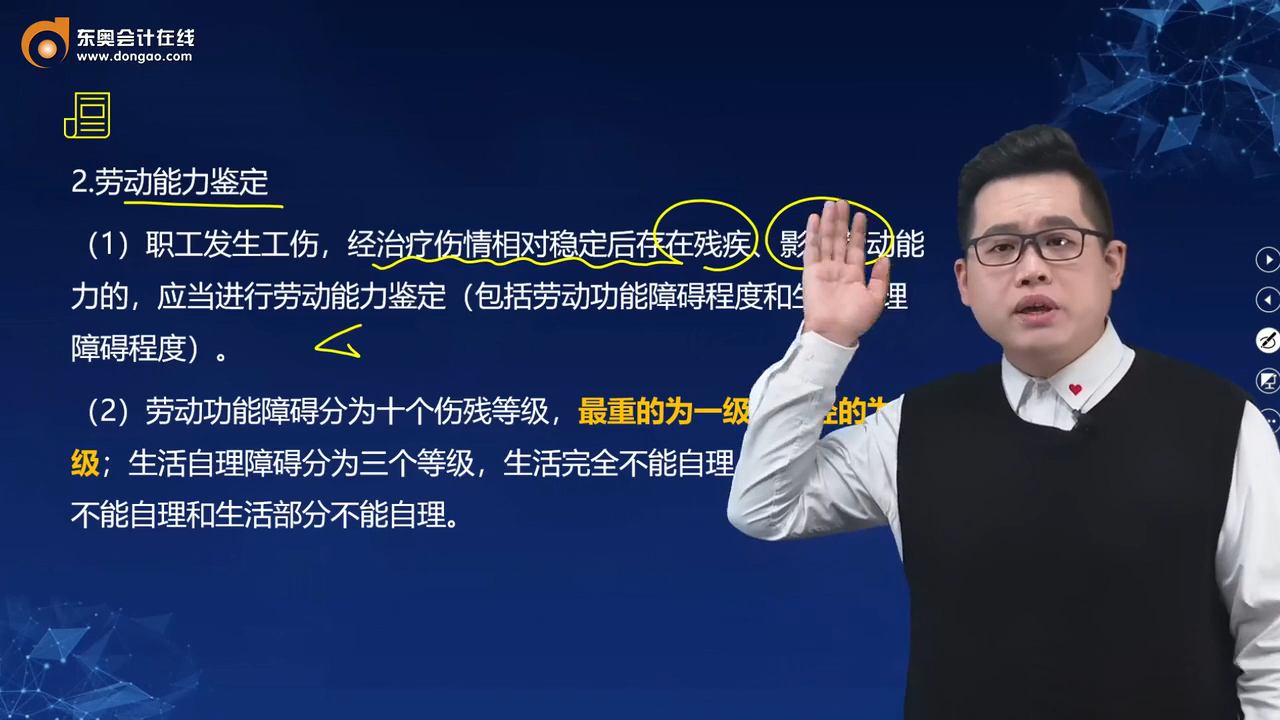 东奥会计在线
www.dongao.com
2.劳动能力鉴定
（1）职工发生工伤，经治疗伤情相对稳定后存在残疾、影 动能
力的，应当进行劳动能力鉴定（包括劳动功能障碍程度和生 理
障碍程度）。
（2）劳动功能障碍分为十个伤残等级，最重的为一级 的为
级；生活自理障碍分为三个等级，生活完全不能自理
不能自理和生活部分不能自理。